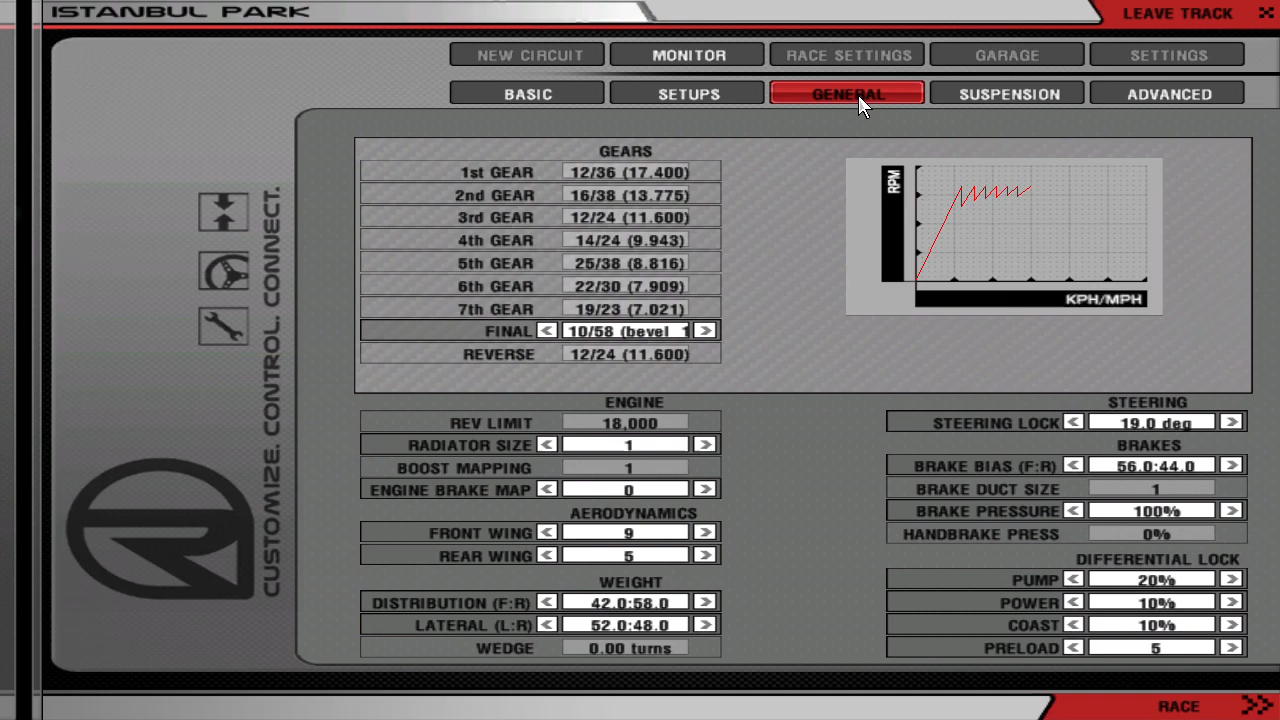 ISTANBUL PARK
LEAVE TRACK
NEW CIRCUIT MONITOR RACE SETTINGS GARAGE SETTINGS
BASIC SETUPS GENERAL SUSPENSION ADVANCED
CUSTOMIZE. CONTROL. CONNECT.
GEARS
1st GEAR 12/36 (17.400)
2nd GEAR 16/38 (13.775)
3rd GEAR 12/24 (11.600)
4th GEAR 14/24 (9.943)
5th GEAR 25/38 (8.816)
6th GEAR 22/30 (7.909)
7th GEAR 19/23 (7.021)
FINAL 10/58 (bevel 1
REVERSE 12/24 (11.600)
RPM
KPH/MPH
ENGINE
REV LIMIT 18,000
RADIATOR SIZE 1
BOOST MAPPING 1
ENGINE BRAKE MAP 0
AERODYNAMICS
FRONT WING 9
REAR WING 5
WEIGHT
DISTRIBUTION (F:R) 42.0:58.0
LATERAL (L:R) 52.0:48.0
WEDGE 0.00 turns
STEERING
STEERING LOCK 19.0 deg
BRAKES
BRAKE BIAS (F:R) 56.0:44.0
BRAKE DUCT SIZE 1
BRAKE PRESSURE 100%
HANDBRAKE PRESS 0%
DIFFERENTIAL LOCK
PUMP 20%
POWER 10%
COAST 10%
PRELOAD 5
RACE